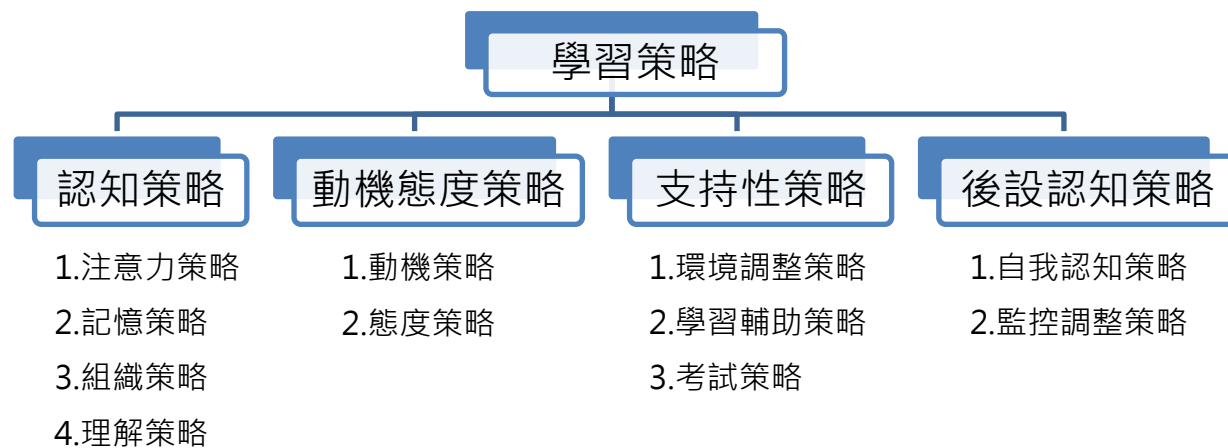 學習策略
認知策略
1.注意力策略
2.記憶策略
3.組織策略
4.理解策略
動機態度策略
1.動機策略
2.態度策略
支持性策略
1.環境調整策略
2.學習輔助策略
3.考試策略
後設認知策略
1.自我認知策略
2.監控調整策略